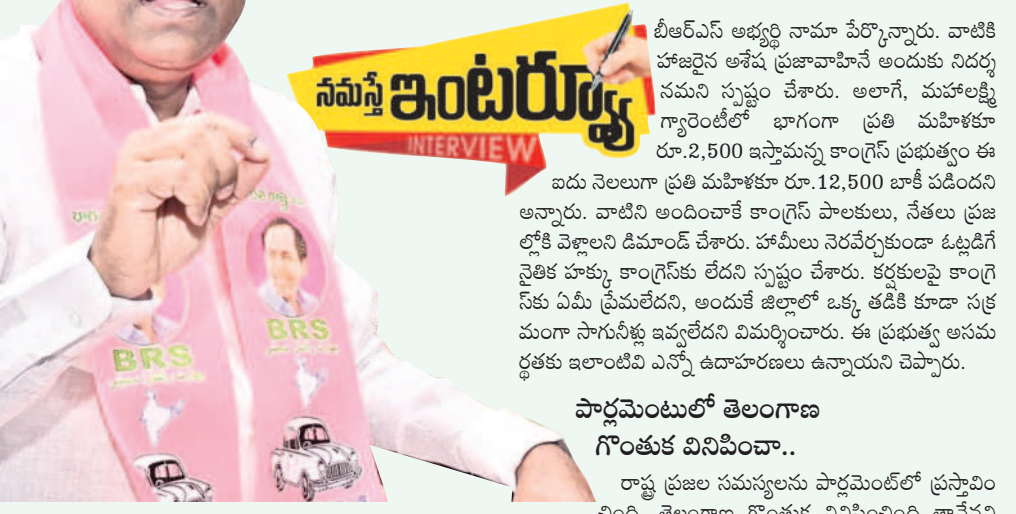 నమస్తే ఇంటర్వ్యూ
INTERVIEW
బీఆర్ఎస్ అభ్యర్థి నామా పేర్కొన్నారు. వాటికి
హాజరైన అశేష ప్రజావాహినే అందుకు నిదర్శ
నమని స్పష్టం చేశారు. అలాగే, మహాలక్ష్మి
గ్యారెంటీలో భాగంగా ప్రతి మహిళకూ
రూ.2,500 ఇస్తామన్న కాంగ్రెస్ ప్రభుత్వం ఈ
ఐదు నెలలుగా ప్రతి మహిళకూ రూ.12,500 బాకీ పడిందని
అన్నారు. వాటిని అందించాకే కాంగ్రెస్ పాలకులు, నేతలు ప్రజ
ల్లోకి వెళ్లాలని డిమాండ్ చేశారు. హామీలు నెరవేర్చకుండా ఓట్లడిగే
నైతిక హక్కు కాంగ్రెస్‌కు లేదని స్పష్టం చేశారు. కర్షకులపై కాంగ్రె
స్‌కు ఏమీ ప్రేమలేదని, అందుకే జిల్లాలో ఒక్క తడికి కూడా సక్ర
మంగా సాగునీళ్లు ఇవ్వలేదని విమర్శించారు. ఈ ప్రభుత్వ అసమ
ర్థతకు ఇలాంటివి ఎన్నో ఉదాహరణలు ఉన్నాయని చెప్పారు.
పార్లమెంటులో తెలంగాణ
గొంతుక వినిపించా..
రాష్ట్ర ప్రజల సమస్యలను పార్లమెంట్‌లో ప్రస్తావిం
చింది, తెలంగాణ గొంతుక వినిపించింది తానేనని
BRS
BRS